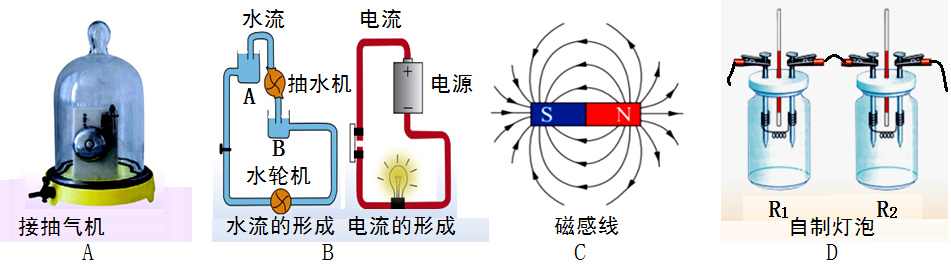 接抽气机
A
水流
A
抽水机
B
水轮机
水流的形成
电流
+
电源
电流的形成
B
S N
磁感线
C
R1 R2
自制灯泡
D